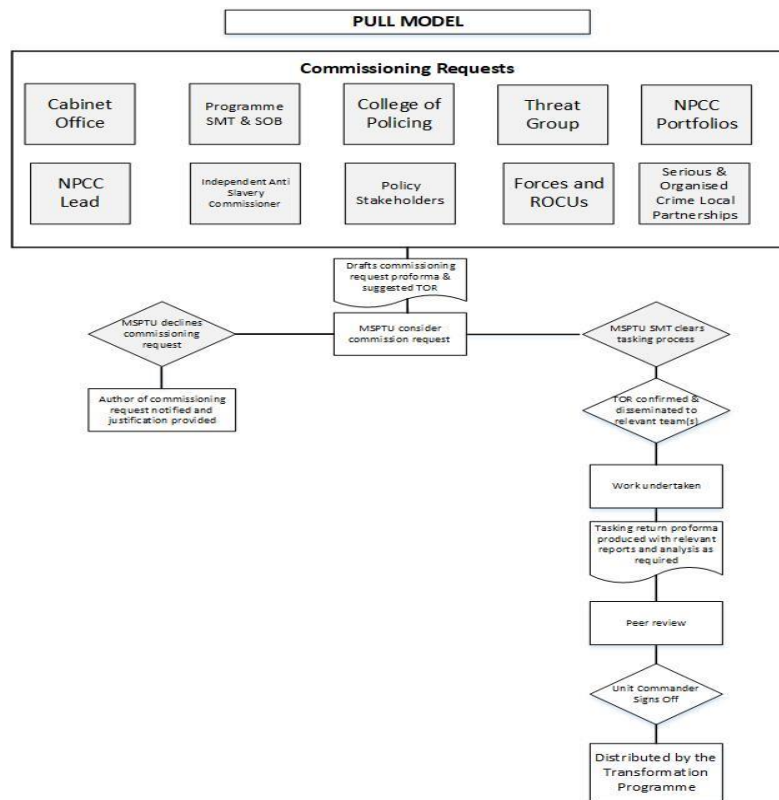 PULL MODEL
Commissioning Requests
Cabinet
Office
Programme
SMT & SOB
College of
Policing
Threat
Group
NPCC
Portfolios
NPCC
Lead
Independent Anti
Slavery
Commissioner
Policy
Stakeholders
Forces and
ROCUs
Serious &
Organised
Crime Local
Partnerships
Drafts commissioning
request proforma &
suggested TOR
MSPTU declines
commissioning
request
MSPTU consider
commission request
MSPTU SMT clears
tasking process
Author of commissioning
request notified and
justification provided
TOR confirmed &
disseminated to
relevant team(s)
Work undertaken
Tasking return proforma
produced with relevant
reports and analysis as
required
Peer review
Unit Commander
Signs Off
Distributed by the
Transformation
Programme